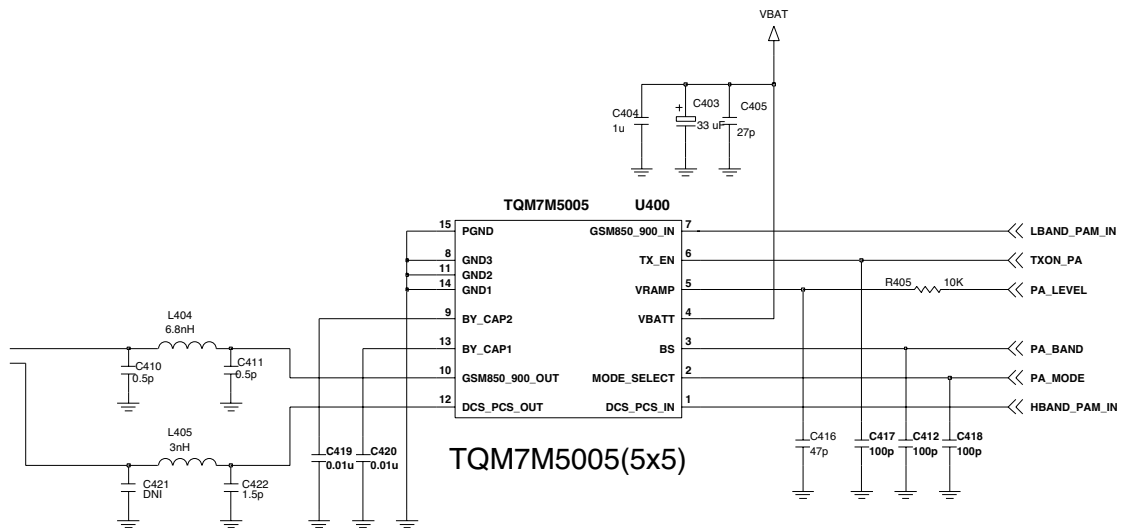 VBAT
C404
1u
+
C403
33 uF
C405
27p
TQM7M5005 U400
15 PGND GSM850_900_IN 7 LBAND_PAM_IN
8 GND3 TX_EN 6 TXON_PA
11 GND2
14 GND1 VRAMP 5 R405 10K PA_LEVEL
9 BY_CAP2 VBATT 4
13 BY_CAP1 BS 3 PA_BAND
10 GSM850_900_OUT MODE_SELECT 2 PA_MODE
12 DCS_PCS_OUT DCS_PCS_IN 1 HBAND_PAM_IN
L404
6.8nH
C410
0.5p
C411
0.5p
L405
3nH
C421
DNI
C422
1.5p
C419
0.01u
C420
0.01u
TQM7M5005(5x5)
C416
47p
C417
100p
C412
100p
C418
100p